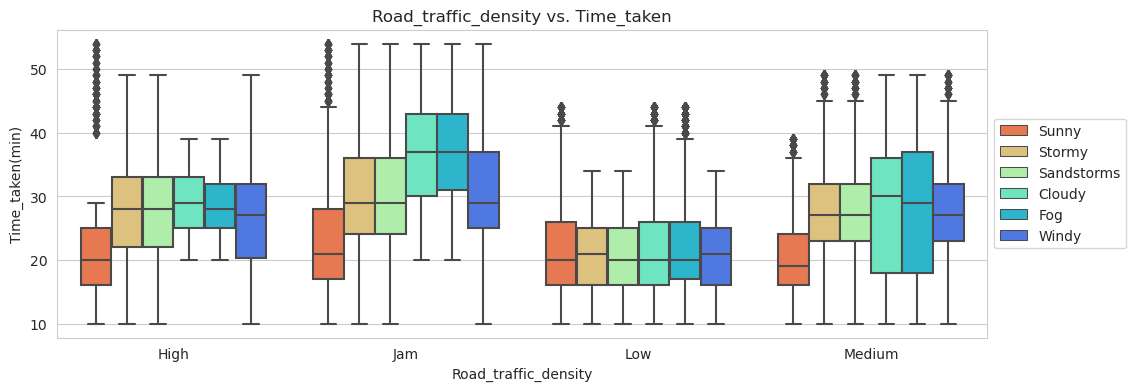 Road_traffic_density vs. Time_taken
Time_taken(min)
50
40
30
20
10
High
Jam
Low
Medium
Road_traffic_density
Sunny
Stormy
Sandstorms
Cloudy
Fog
Windy